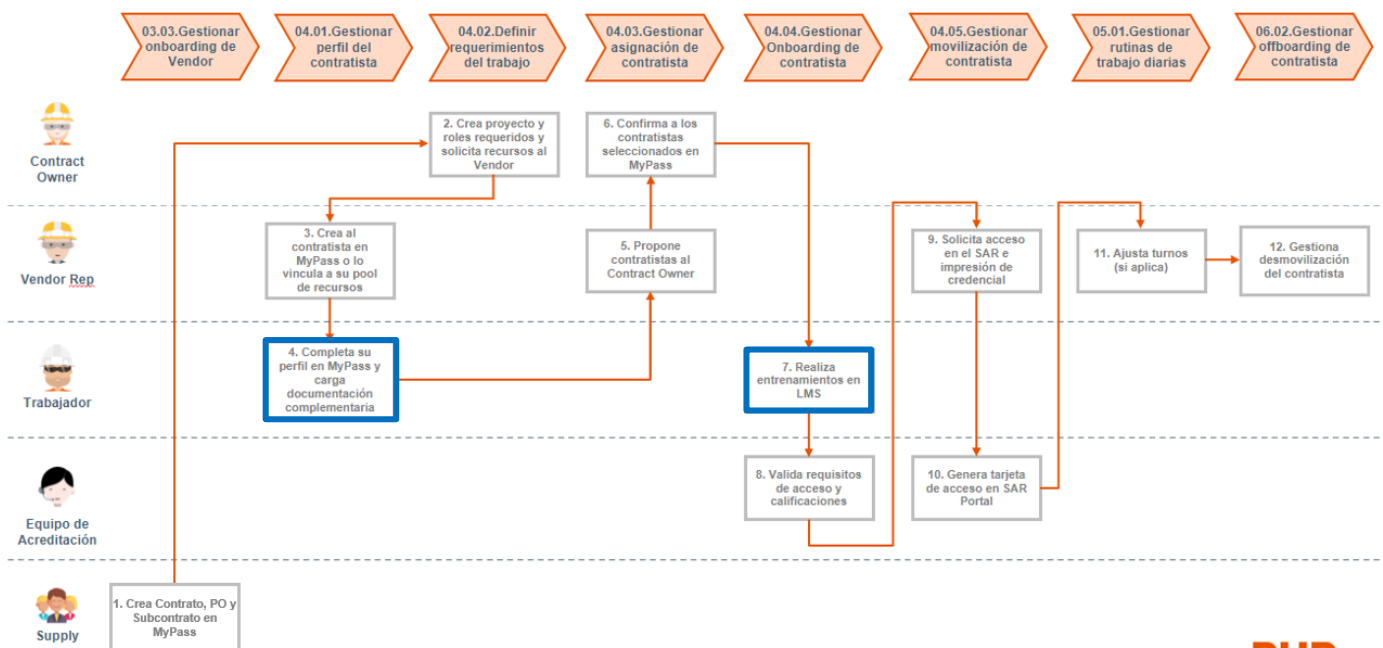 03.03.Gestionar
onboarding de
Vendor
04.01.Gestionar
perfil del
contratista
04.02.Definir
requerimientos
del trabajo
04.03.Gestionar
asignación de
contratista
04.04.Gestionar
Onboarding de
contratista
04.05.Gestionar
movilización de
contratista
05.01.Gestionar
rutinas de
trabajo diarias
06.02.Gestionar
offboarding de
contratista
Contract
Owner
2. Crea proyecto y
roles requeridos y
solicita recursos al
Vendor
6. Confirma a los
contratistas
seleccionados en
MyPass
Vendor Rep
3. Crea al
contratista en
MyPass o lo
vincula a su pool
de recursos
5. Propone
contratistas al
Contract Owner
9. Solicita acceso
en el SAR e
impresión de
credencial
11. Ajusta turnos
(si aplica)
12. Gestiona
desmovilización
del contratista
Trabajador
4. Completa su
perfil en MyPass y
carga
documentación
complementaria
7. Realiza
entrenamientos en
LMS
Equipo de
Acreditación
8. Valida requisitos
de acceso y
calificaciones
10. Genera tarjeta
de acceso en SAR
Portal
Supply
1. Crea Contrato, PO y
Subcontrato en
MyPass